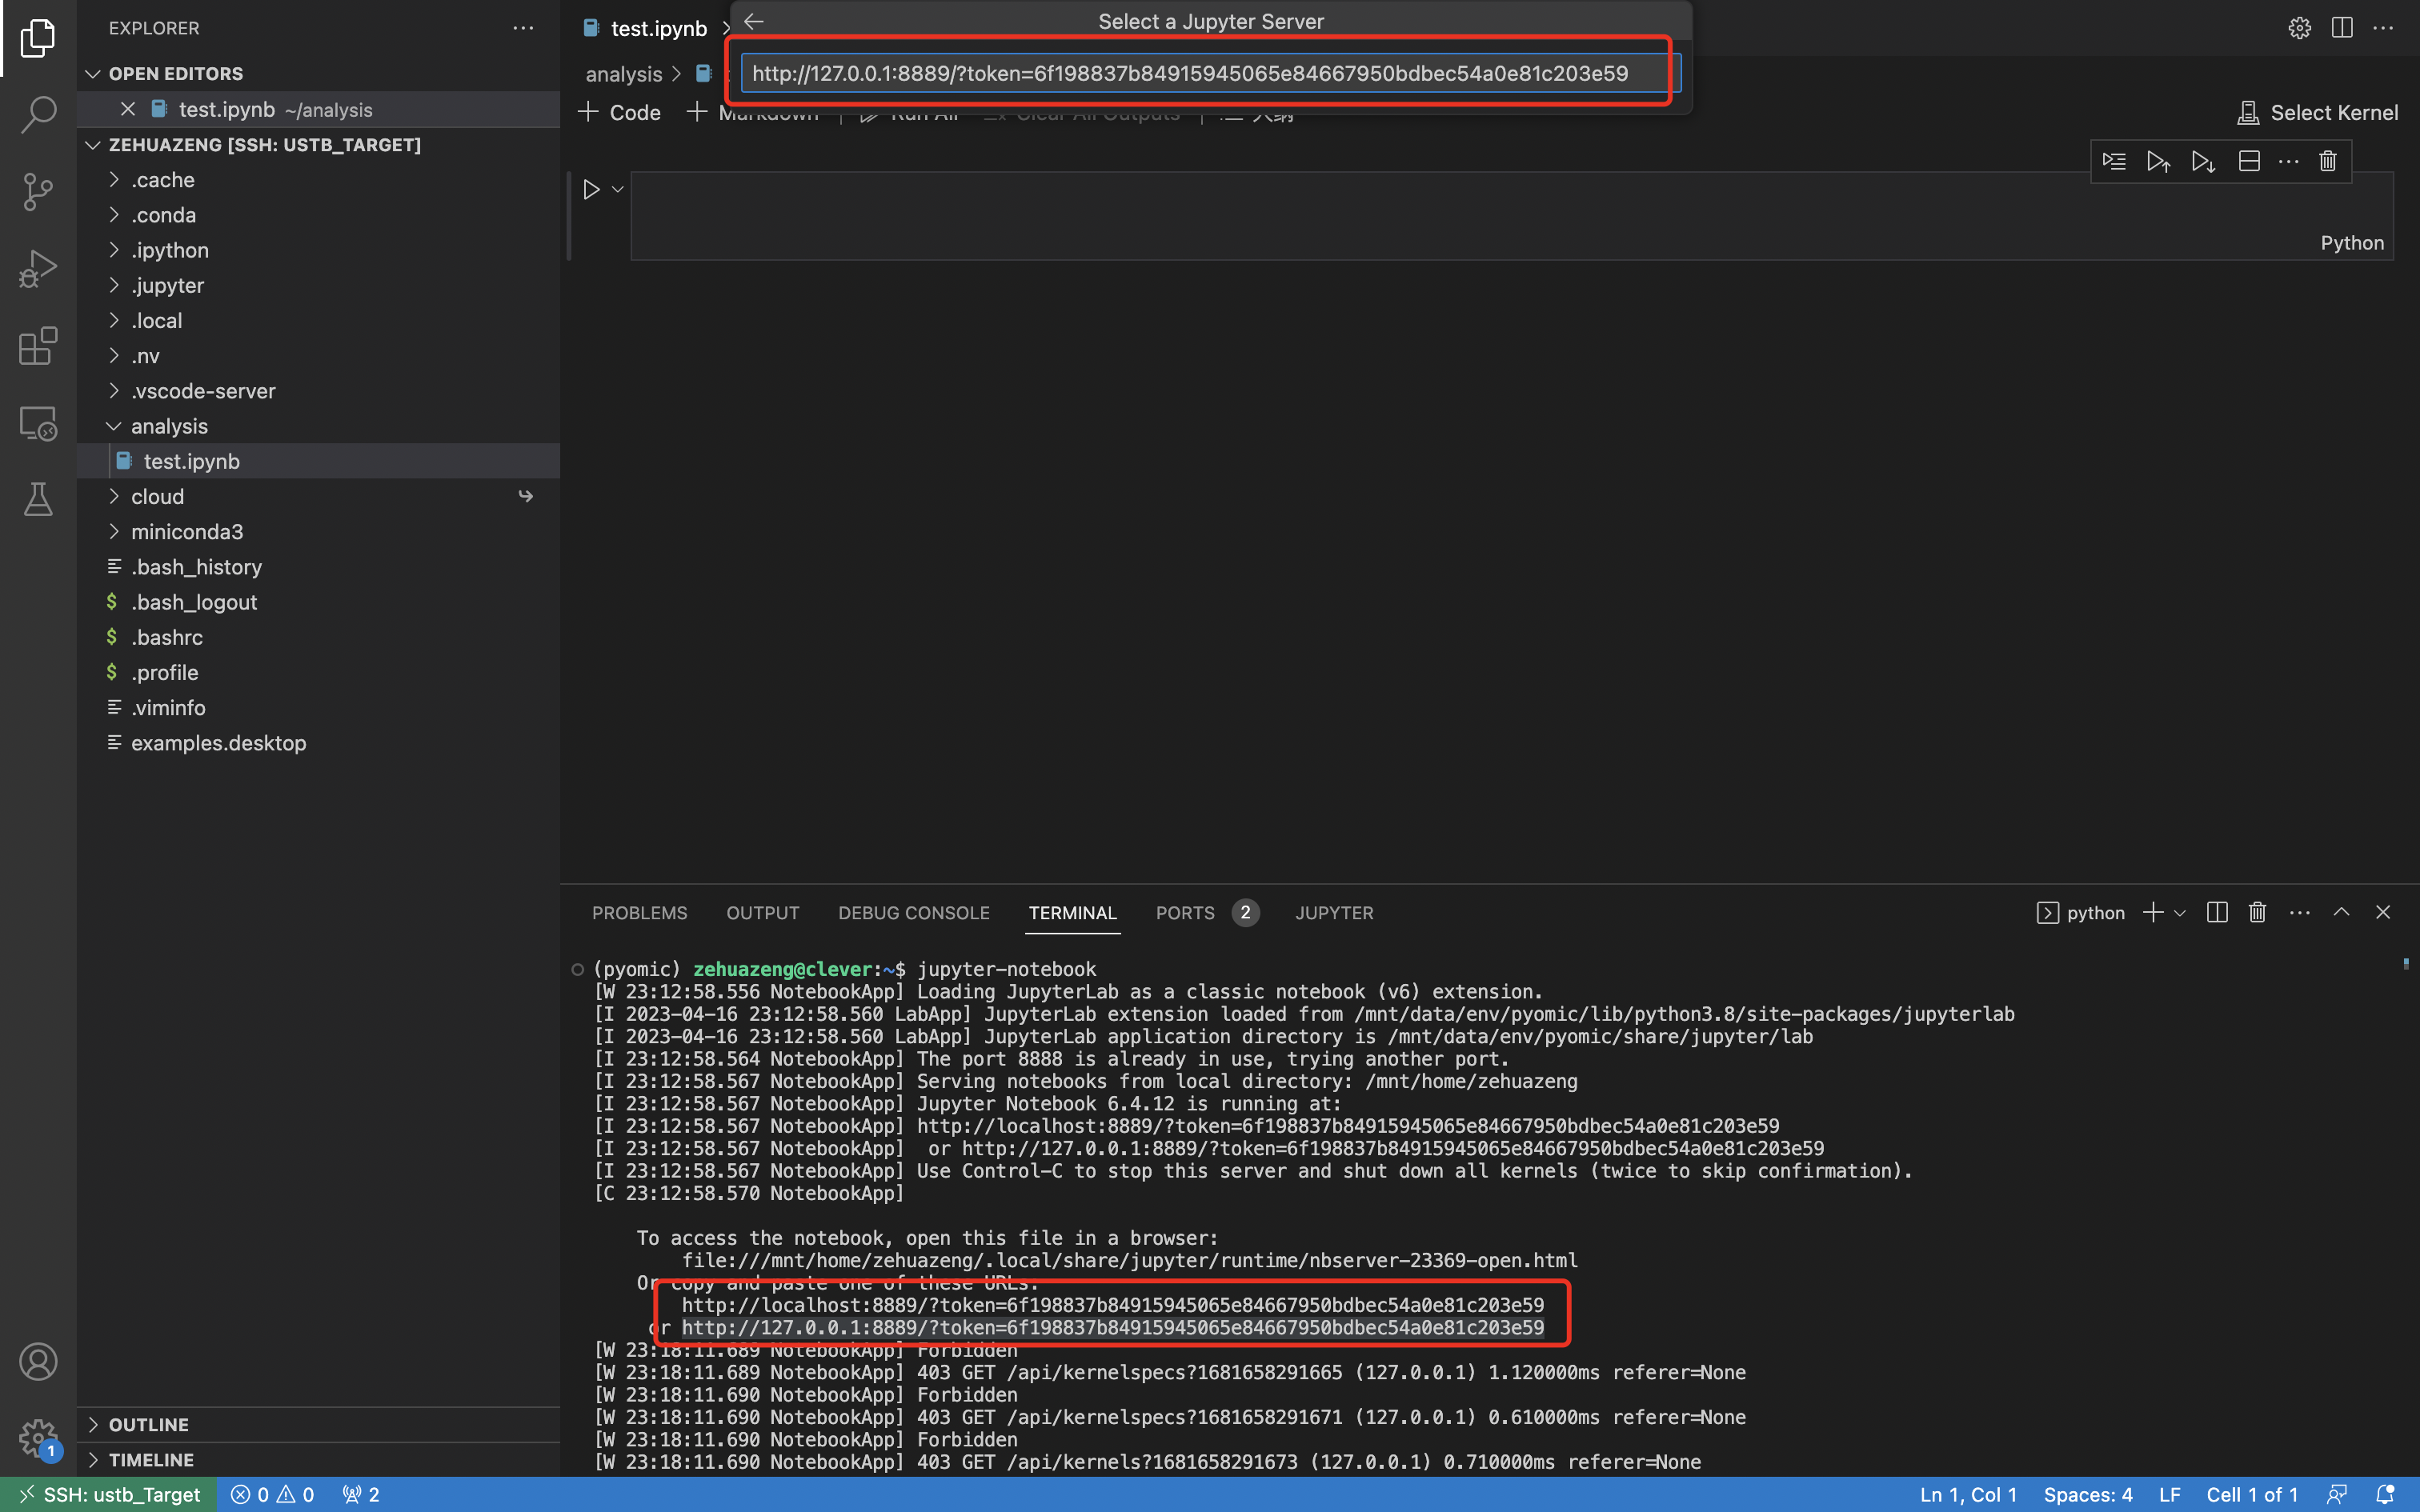 EXPLORER
OPEN EDITORS
test.ipynb ~/analysis
ZEHUAZENG [SSH: USTB_TARGET]
.cache
.conda
.ipython
.jupyter
.local
.nv
.vscode-server
analysis
test.ipynb
cloud
miniconda3
.bash_history
$ .bash_logout
$ .bashrc
$ .profile
.viminfo
examples.desktop
OUTLINE
TIMELINE
test.ipynb
Select a Jupyter Server
analysis
http://127.0.0.1:8889/?token=6f198837b84915945065e84667950bdbec54a0e81c203e59
Code Markdown Run All Clear All Outputs 大纲
Select Kernel
Python
PROBLEMS OUTPUT DEBUG CONSOLE TERMINAL PORTS 2 JUPYTER
python
(pyomic) zehuazeng@clever:~$ jupyter-notebook
[W 23:12:58.556 NotebookApp] Loading JupyterLab as a classic notebook (v6) extension.
[I 2023-04-16 23:12:58.560 LabApp] JupyterLab extension loaded from /mnt/data/env/pyomic/lib/python3.8/site-packages/jupyterlab
[I 2023-04-16 23:12:58.560 LabApp] JupyterLab application directory is /mnt/data/env/pyomic/share/jupyter/lab
[I 23:12:58.564 NotebookApp] The port 8888 is already in use, trying another port.
[I 23:12:58.567 NotebookApp] Serving notebooks from local directory: /mnt/home/zehuazeng
[I 23:12:58.567 NotebookApp] Jupyter Notebook 6.4.12 is running at:
[I 23:12:58.567 NotebookApp] http://localhost:8889/?token=6f198837b84915945065e84667950bdbec54a0e81c203e59
[I 23:12:58.567 NotebookApp]  or http://127.0.0.1:8889/?token=6f198837b84915945065e84667950bdbec54a0e81c203e59
[I 23:12:58.567 NotebookApp] Use Control-C to stop this server and shut down all kernels (twice to skip confirmation).
[C 23:12:58.570 NotebookApp]
To access the notebook, open this file in a browser:
file:///mnt/home/zehuazeng/.local/share/jupyter/runtime/nbserver-23369-open.html
Or copy and paste one of these URLs:
http://localhost:8889/?token=6f198837b84915945065e84667950bdbec54a0e81c203e59
or http://127.0.0.1:8889/?token=6f198837b84915945065e84667950bdbec54a0e81c203e59
[W 23:18:11.689 NotebookApp] Forbidden
[W 23:18:11.689 NotebookApp] 403 GET /api/kernelspecs?1681658291665 (127.0.0.1) 1.120000ms referer=None
[W 23:18:11.690 NotebookApp] Forbidden
[W 23:18:11.690 NotebookApp] 403 GET /api/kernelspecs?1681658291671 (127.0.0.1) 0.610000ms referer=None
[W 23:18:11.690 NotebookApp] Forbidden
[W 23:18:11.690 NotebookApp] 403 GET /api/kernels?1681658291673 (127.0.0.1) 0.710000ms referer=None
1
SSH: ustb_Target 0 0 2
Ln 1, Col 1 Spaces: 4 LF Cell 1 of 1